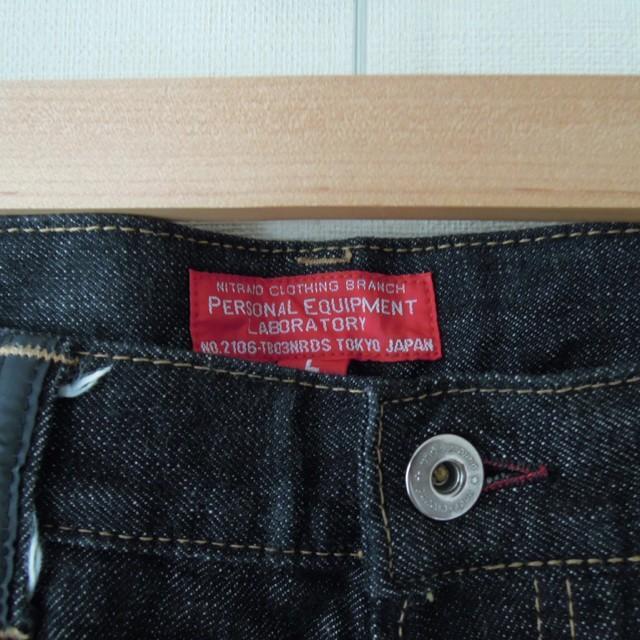 NITRAID CLOTHING BRANCH
PERSONAL EQUIPMENT
LABORATORY
NO.2106-TB03NRDS TOKYO JAPAN